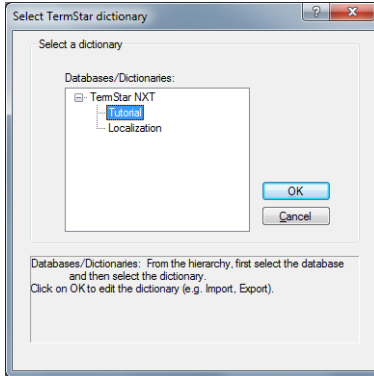 Select TermStar dictionary
Select a dictionary
Databases/Dictionaries:
TermStar NXT
Tutorial
Localization
OK
Cancel
Databases/Dictionaries: From the hierarchy, first select the database
and then select the dictionary.
Click on OK to edit the dictionary (e.g. Import, Export).